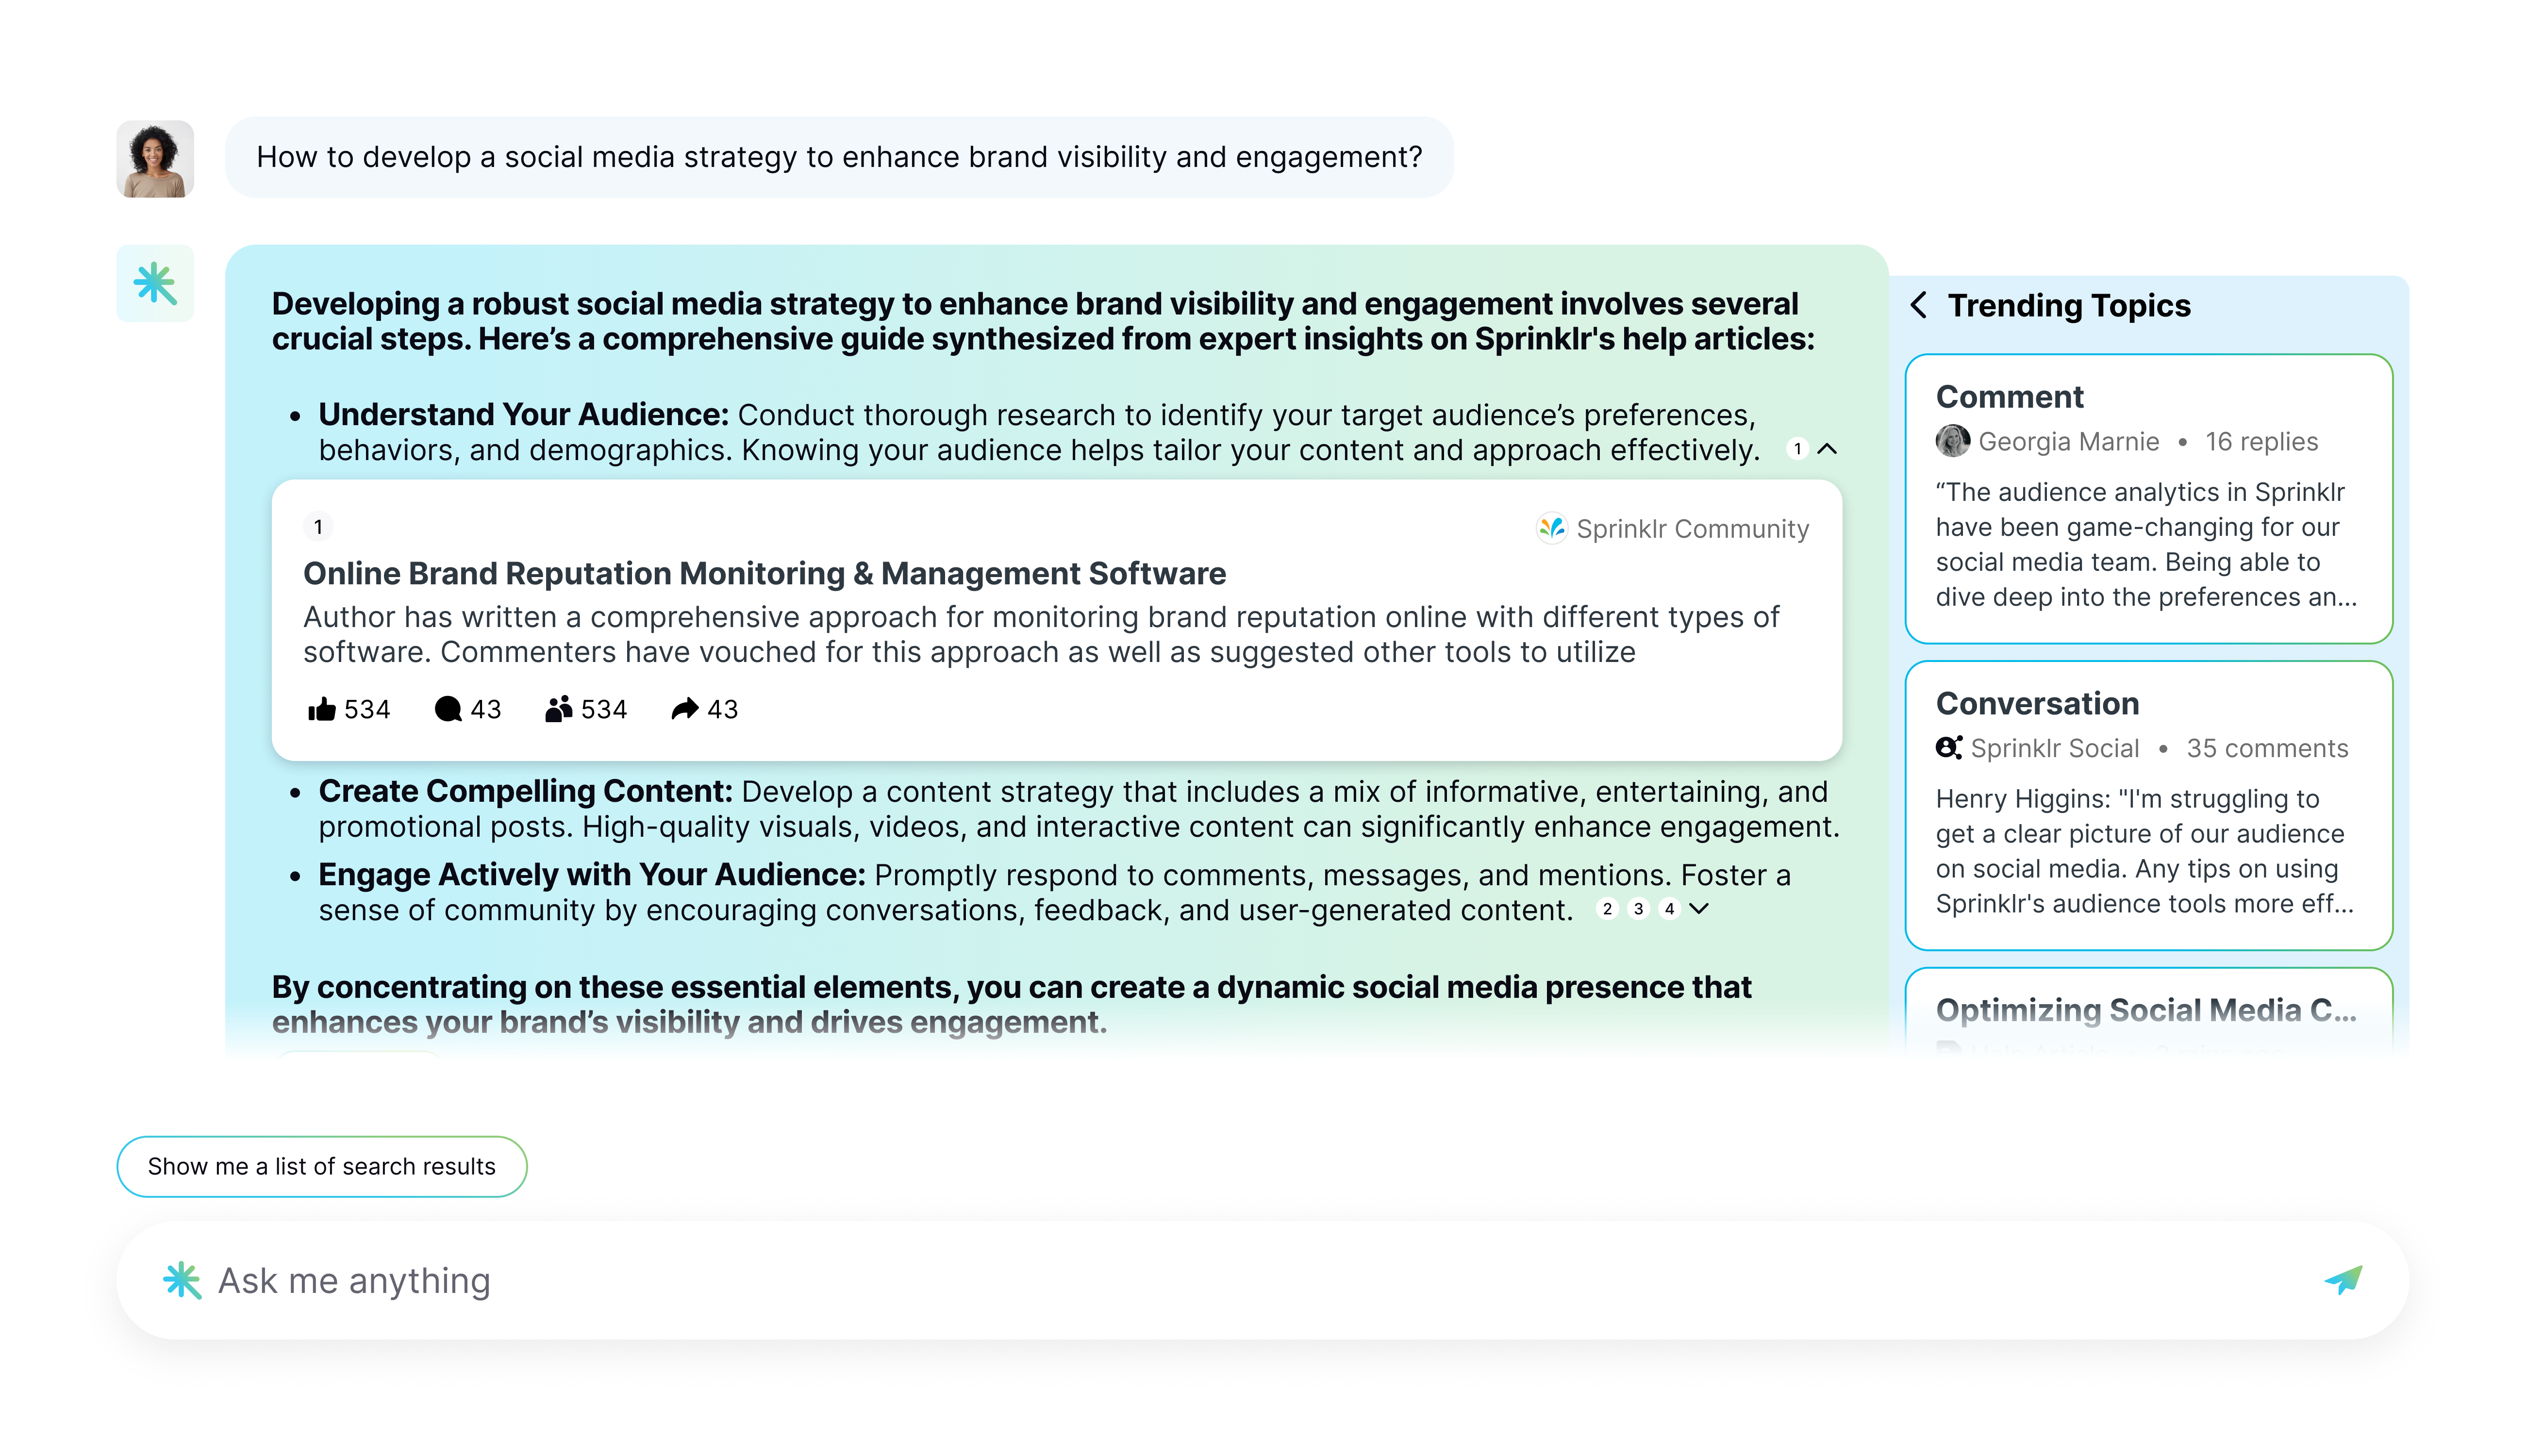 How to develop a social media strategy to enhance brand visibility and engagement?
Developing a robust social media strategy to enhance brand visibility and engagement involves several
crucial steps. Here’s a comprehensive guide synthesized from expert insights on Sprinklr's help articles:
• Understand Your Audience: Conduct thorough research to identify your target audience’s preferences,
behaviors, and demographics. Knowing your audience helps tailor your content and approach effectively. 1
1
Sprinklr Community
Online Brand Reputation Monitoring & Management Software
Author has written a comprehensive approach for monitoring brand reputation online with different types of
software. Commenters have vouched for this approach as well as suggested other tools to utilize
534 43 534 43
• Create Compelling Content: Develop a content strategy that includes a mix of informative, entertaining, and
promotional posts. High-quality visuals, videos, and interactive content can significantly enhance engagement.
• Engage Actively with Your Audience: Promptly respond to comments, messages, and mentions. Foster a
sense of community by encouraging conversations, feedback, and user-generated content. 2 3 4
By concentrating on these essential elements, you can create a dynamic social media presence that
enhances your brand’s visibility and drives engagement.
Trending Topics
Comment
Georgia Marnie • 16 replies
“The audience analytics in Sprinklr
have been game-changing for our
social media team. Being able to
dive deep into the preferences an...
Conversation
Sprinklr Social • 35 comments
Henry Higgins: "I'm struggling to
get a clear picture of our audience
on social media. Any tips on using
Sprinklr's audience tools more eff...
Optimizing Social Media C...
Show me a list of search results
Ask me anything